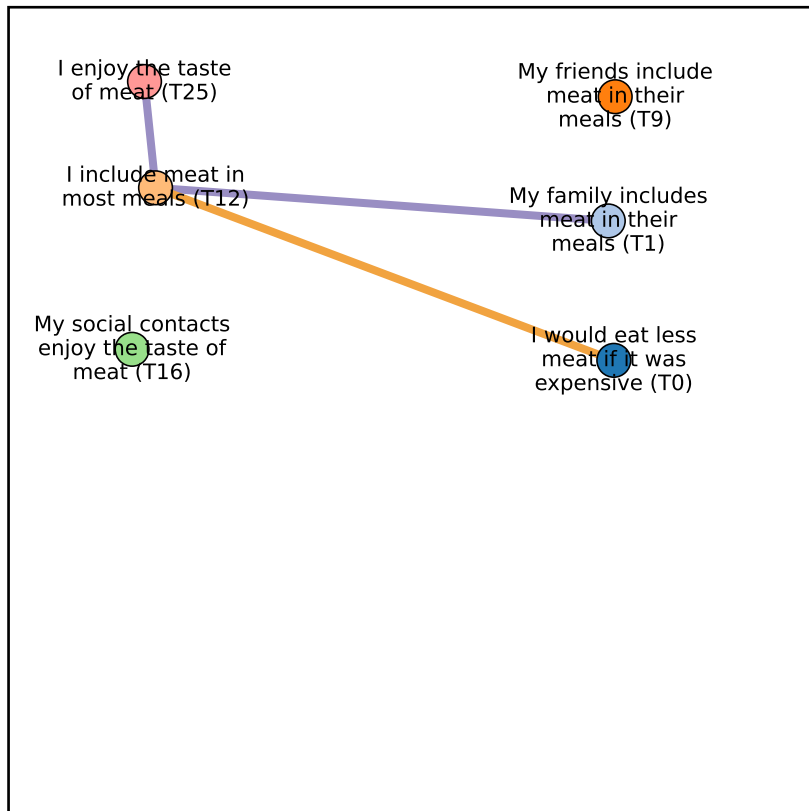 I enjoy the taste
of meat (T25)
My friends include
meat in their
meals (T9)
I include meat in
most meals (T12)
My family includes
meat in their
meals (T1)
My social contacts
enjoy the taste of
meat (T16)
I would eat less
meat if it was
expensive (T0)